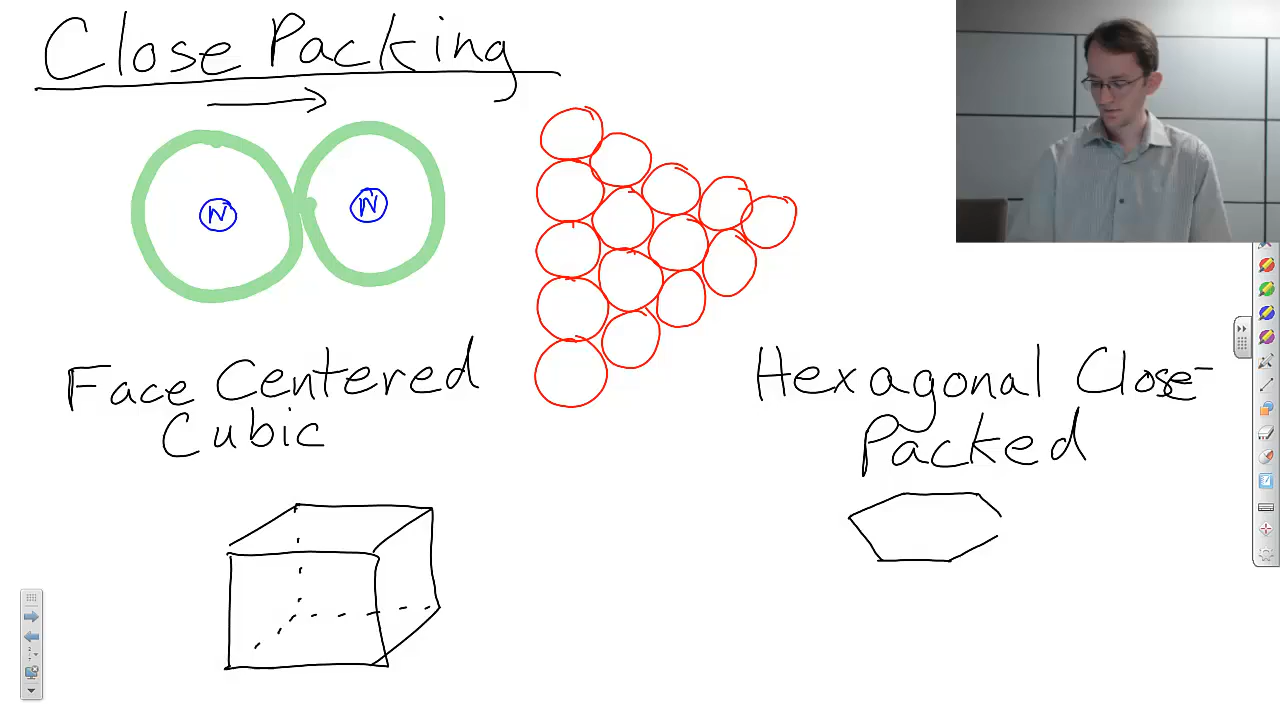 Close Packing
N N
Face Centered
Cubic
Hexagonal Close-
Packed